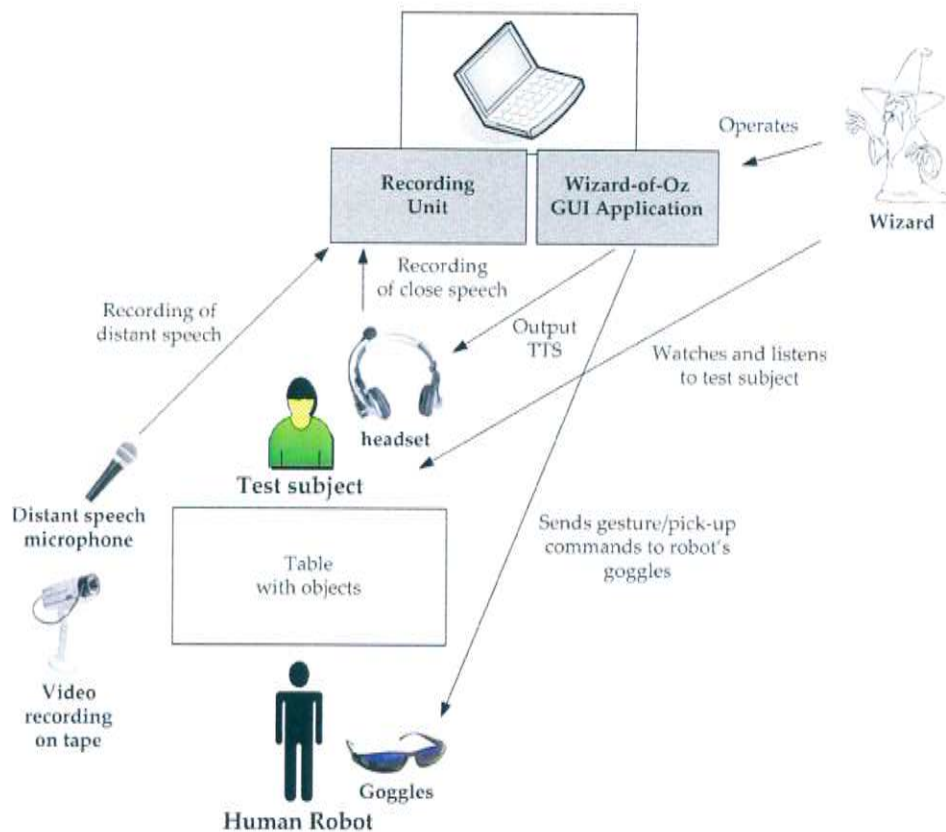 Operates
Recording
Unit
Wizard-of-Oz
GUI Application
Wizard
Recording
of close speech
Recording of
distant speech
Output
TTS
Watches and listens
to test subject
headset
Test subject
Distant speech
microphone
Table
with objects
Sends gesture/pick-up
commands to robot's
goggles
Video
recording
on tape
Goggles
Human Robot